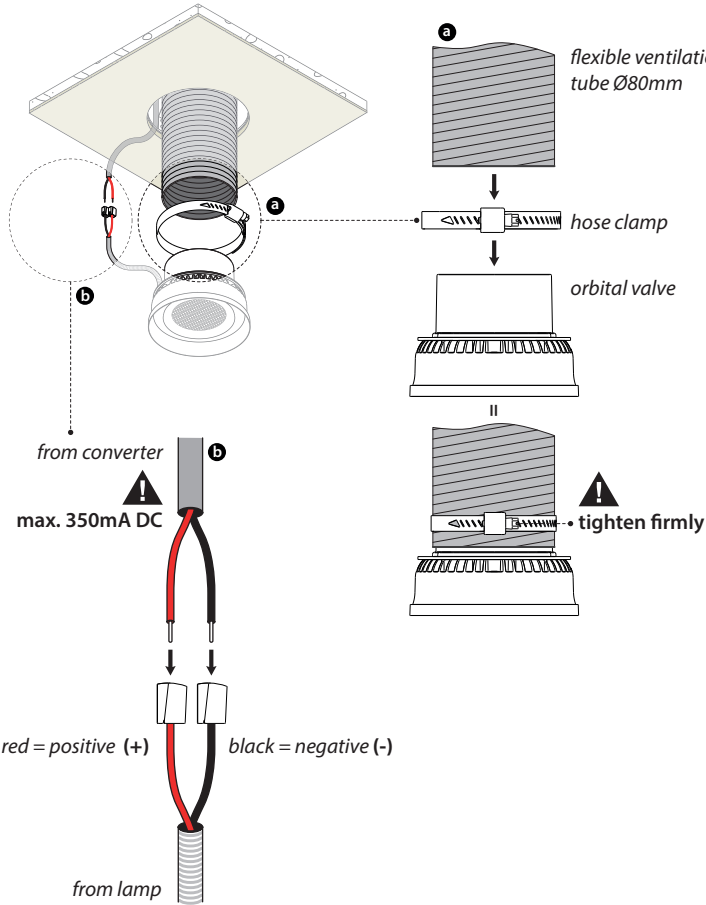 a
flexible ventilati
tube Ø80mm
a
hose clamp
b
orbital valve
=
from converter
b
!
max. 350mA DC
!
tighten firmly
red = positive (+)
black = negative (-)
from lamp